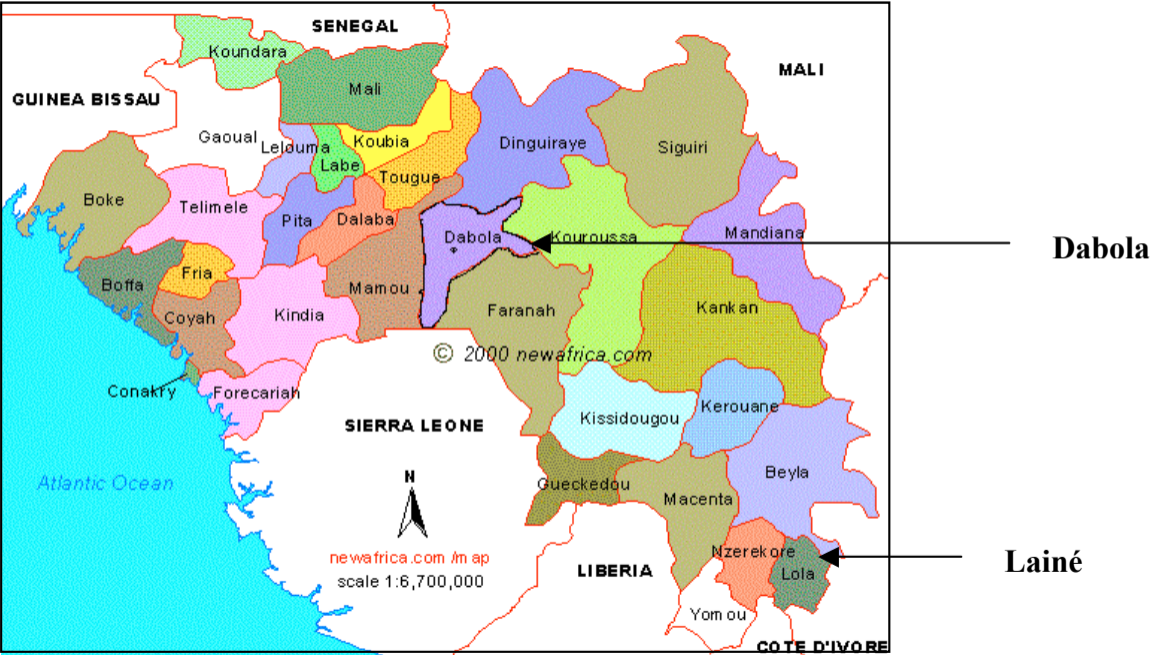 SENEGAL
Koundara
MALI
Mali
GUINEA BISSAU
Gaoual
Lelouma
Koubia
Dinguiraye
Siguiri
Labe
Tougue
Boke
Telimele
Pita
Dalaba
Dabola
Kouroussa
Mandiana
Dabola
Fria
Boffa
Mamou
Coyah
Kindia
Faranah
Kankan
© 2000 newafrica.com
Conakry
Forecariah
Kissidougou
Kerouane
SIERRA LEONE
Beyla
N
Atlantic Ocean
Gueckedou
Macenta
newafrica.com /map
scale 1:6,700,000
LIBERIA
Nzerekore
Lola
Lainé
Yomou
COTE D'IVORE